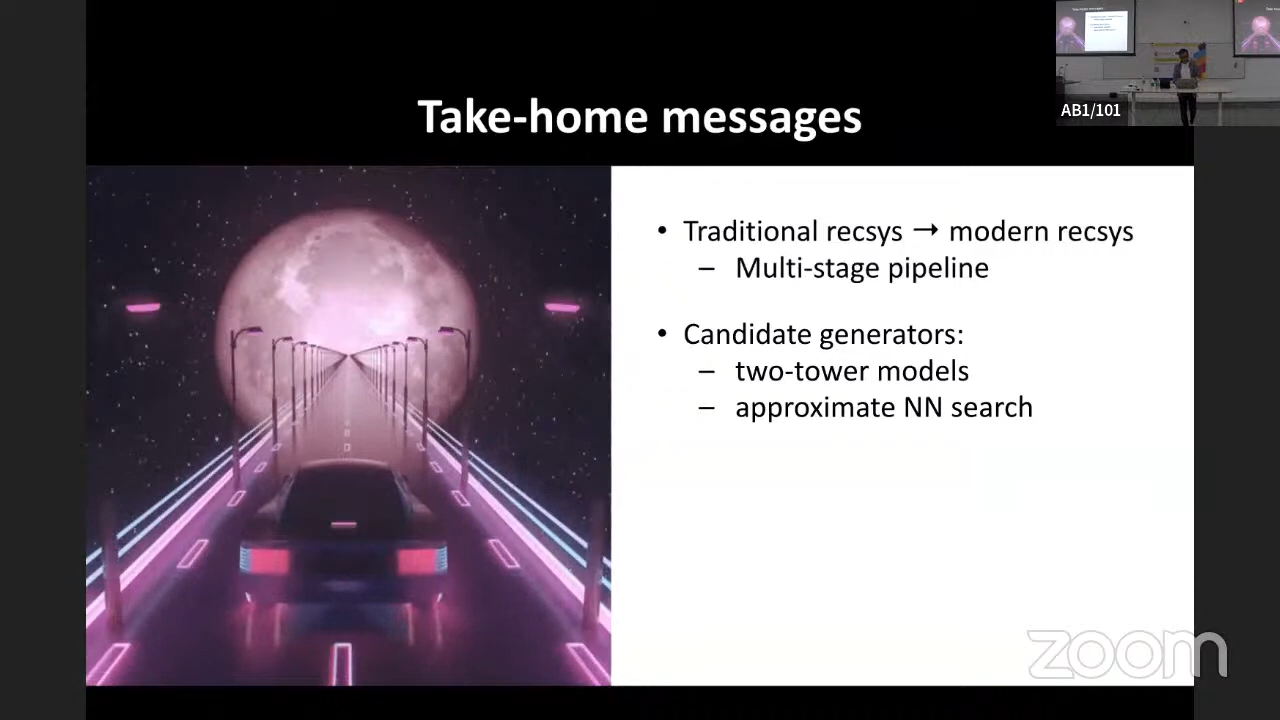 Take-home messages
AB1/101
• Traditional recsys → modern recsys
– Multi-stage pipeline
• Candidate generators:
– two-tower models
– approximate NN search
zoom